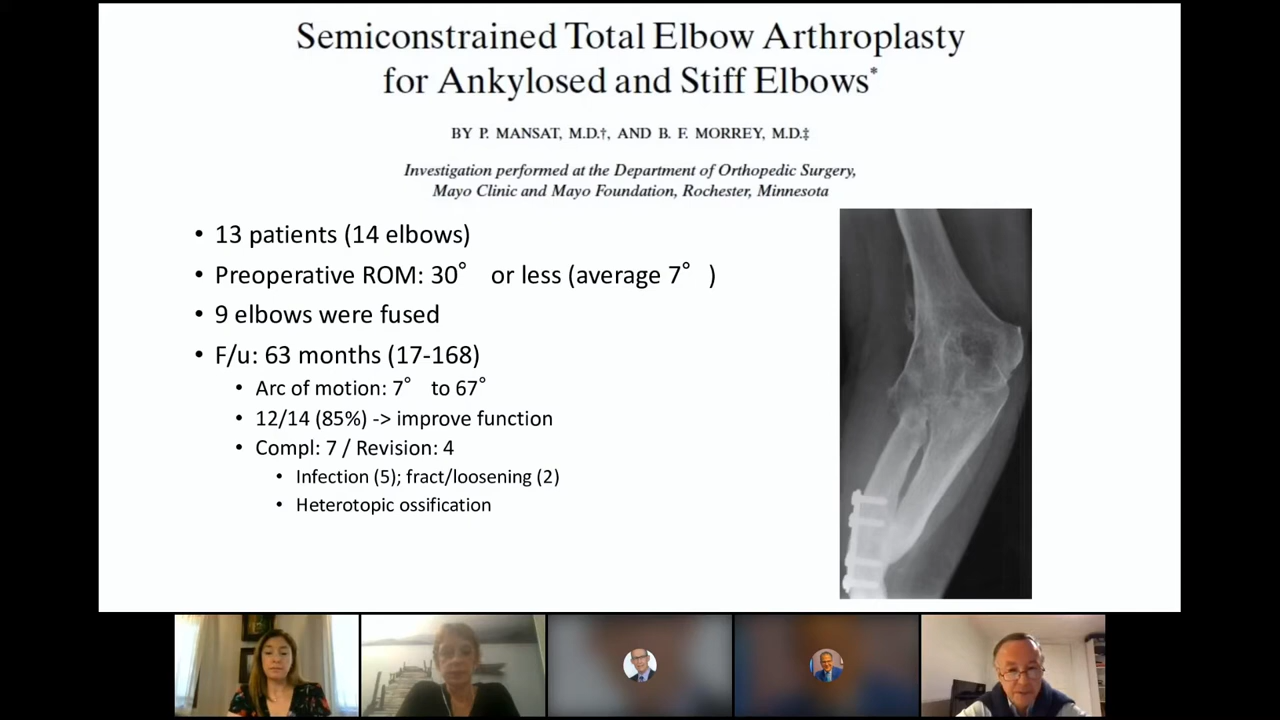 Semiconstrained Total Elbow Arthroplasty
for Ankylosed and Stiff Elbows*
BY P. MANSAT, M.D.†, AND B. F. MORREY, M.D.‡
Investigation performed at the Department of Orthopedic Surgery,
Mayo Clinic and Mayo Foundation, Rochester, Minnesota
• 13 patients (14 elbows)
• Preoperative ROM: 30° or less (average 7° )
• 9 elbows were fused
• F/u: 63 months (17-168)
• Arc of motion: 7° to 67°
• 12/14 (85%) -> improve function
• Compl: 7 / Revision: 4
• Infection (5); fract/loosening (2)
• Heterotopic ossification